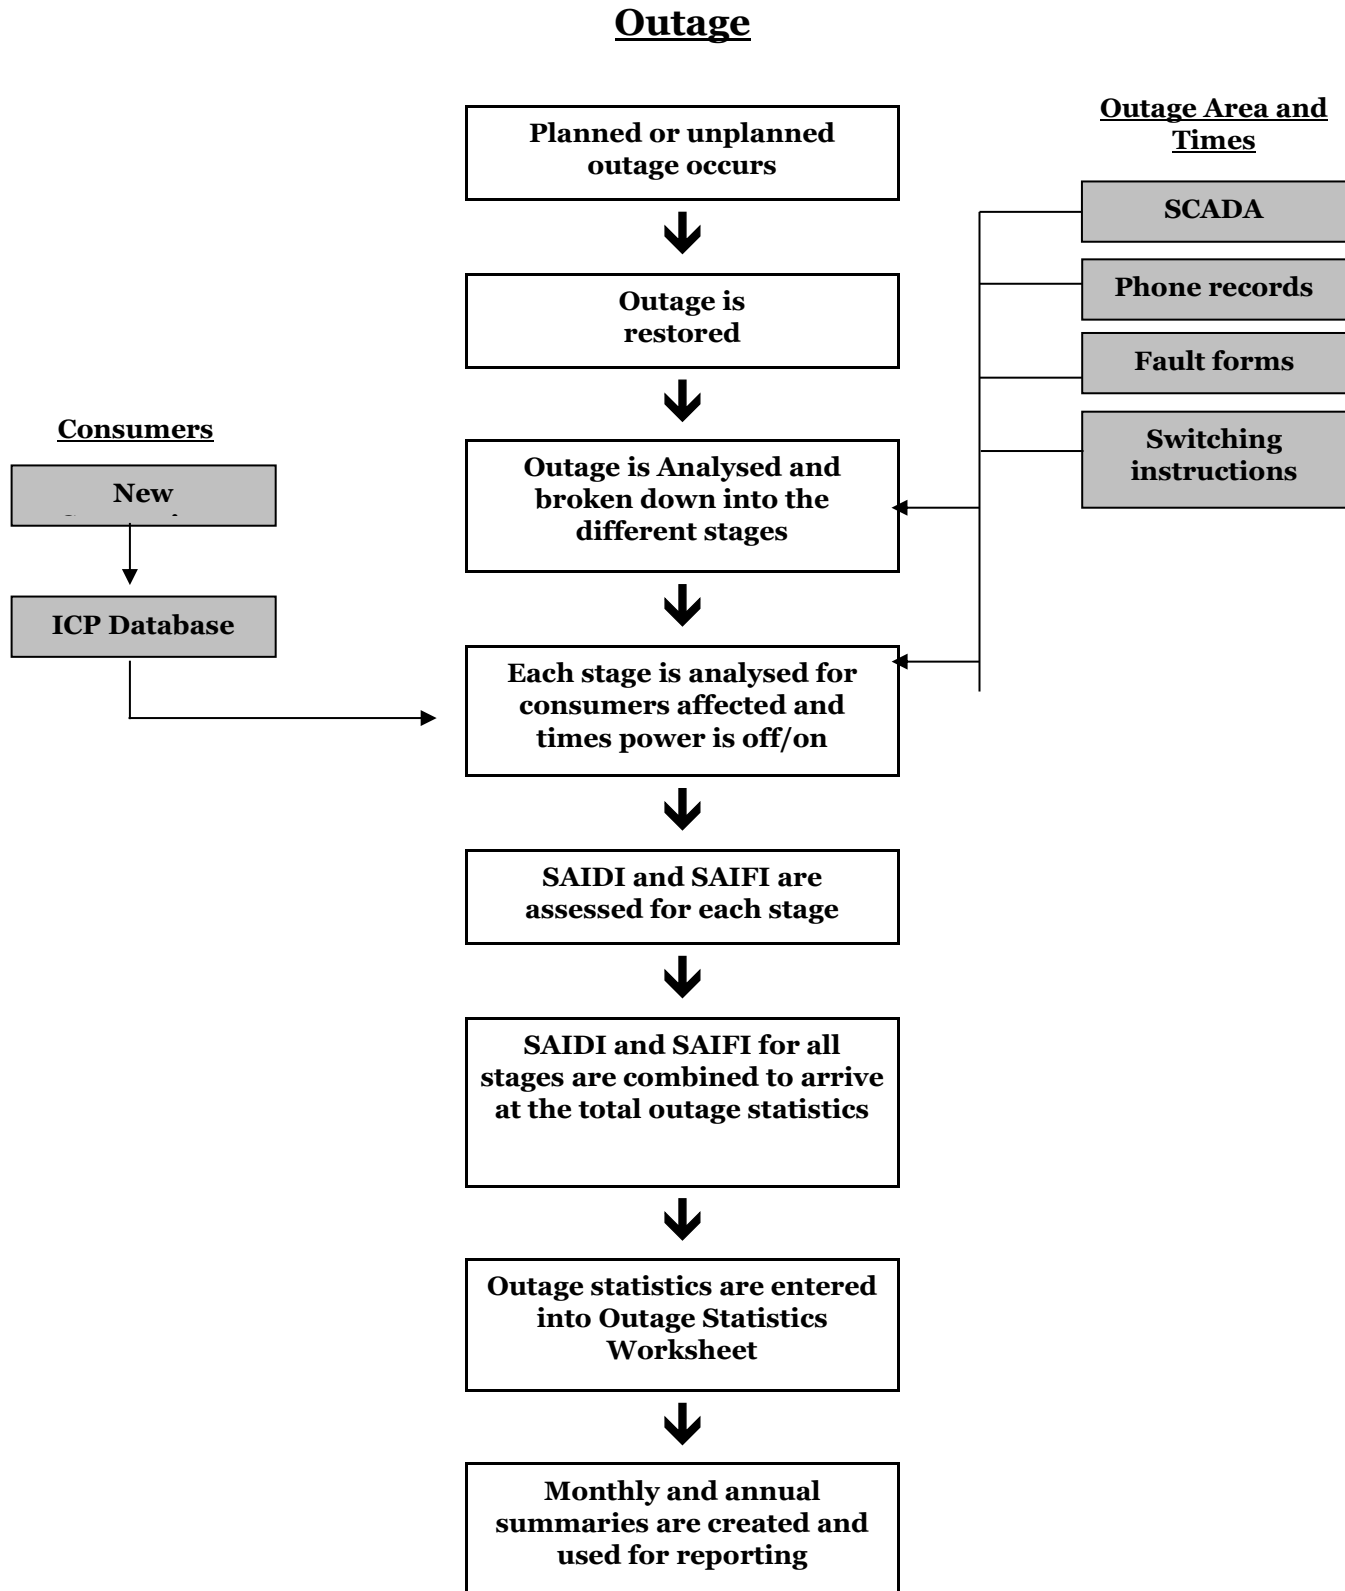 Outage
Planned or unplanned
outage occurs
Outage is
restored
Outage is Analysed and
broken down into the
different stages
Each stage is analysed for
consumers affected and
times power is off/on
SAIDI and SAIFI are
assessed for each stage
SAIDI and SAIFI for all
stages are combined to arrive
at the total outage statistics
Outage statistics are entered
into Outage Statistics
Worksheet
Monthly and annual
summaries are created and
used for reporting
Consumers
New
ICP Database
Outage Area and
Times
SCADA
Phone records
Fault forms
Switching
instructions